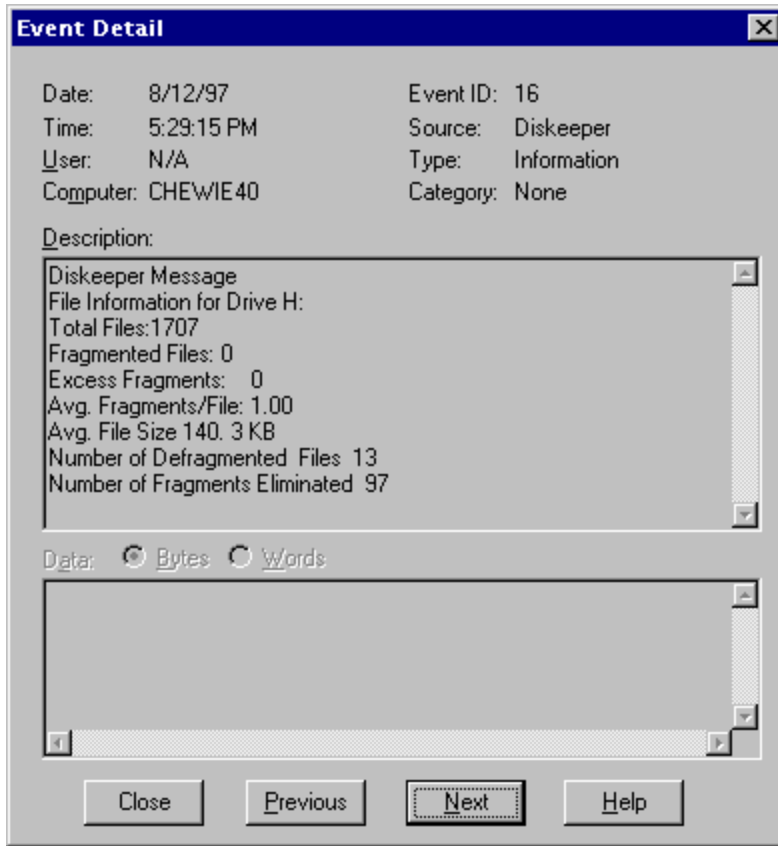 Event Detail
Date: 8/12/97 Event ID: 16
Time: 5:29:15 PM Source: Diskeeper
User: N/A Type: Information
Computer: CHEWIE40 Category: None
Description:
Diskeeper Message
File Information for Drive H:
Total Files:1707
Fragmented Files: 0
Excess Fragments: 0
Avg. Fragments/File: 1.00
Avg. File Size 140. 3 KB
Number of Defragmented Files 13
Number of Fragments Eliminated 97
Data: Bytes Words
Close Previous Next Help